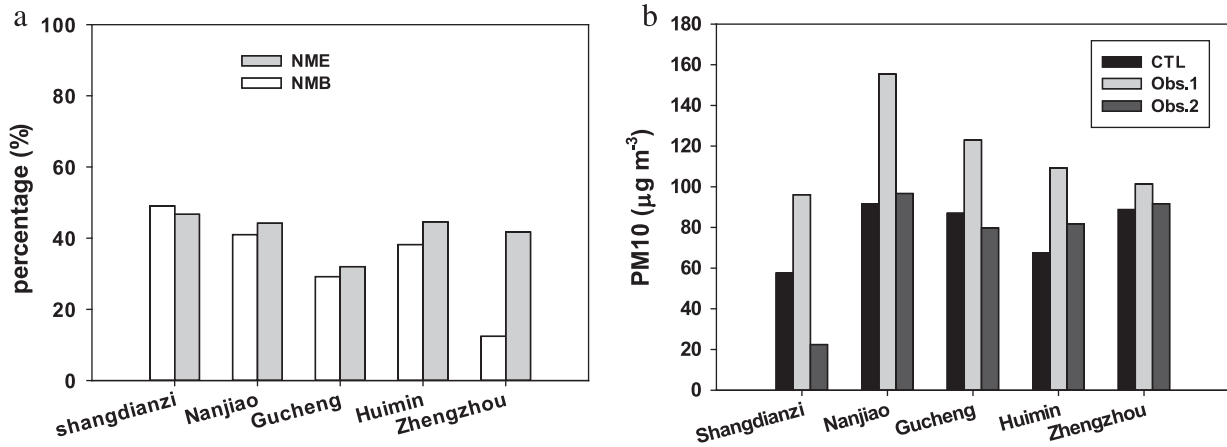 a
100
80
60
40
20
0
percentage (%)
NME
NMB
shangdianzi
Nanjiao
Gucheng
Huimin
Zhengzhou
b
180
160
140
120
100
80
60
40
20
0
PM10 (µg m-3)
CTL
Obs.1
Obs.2
Shangdianzi
Nanjiao
Gucheng
Huimin
Zhengzhou